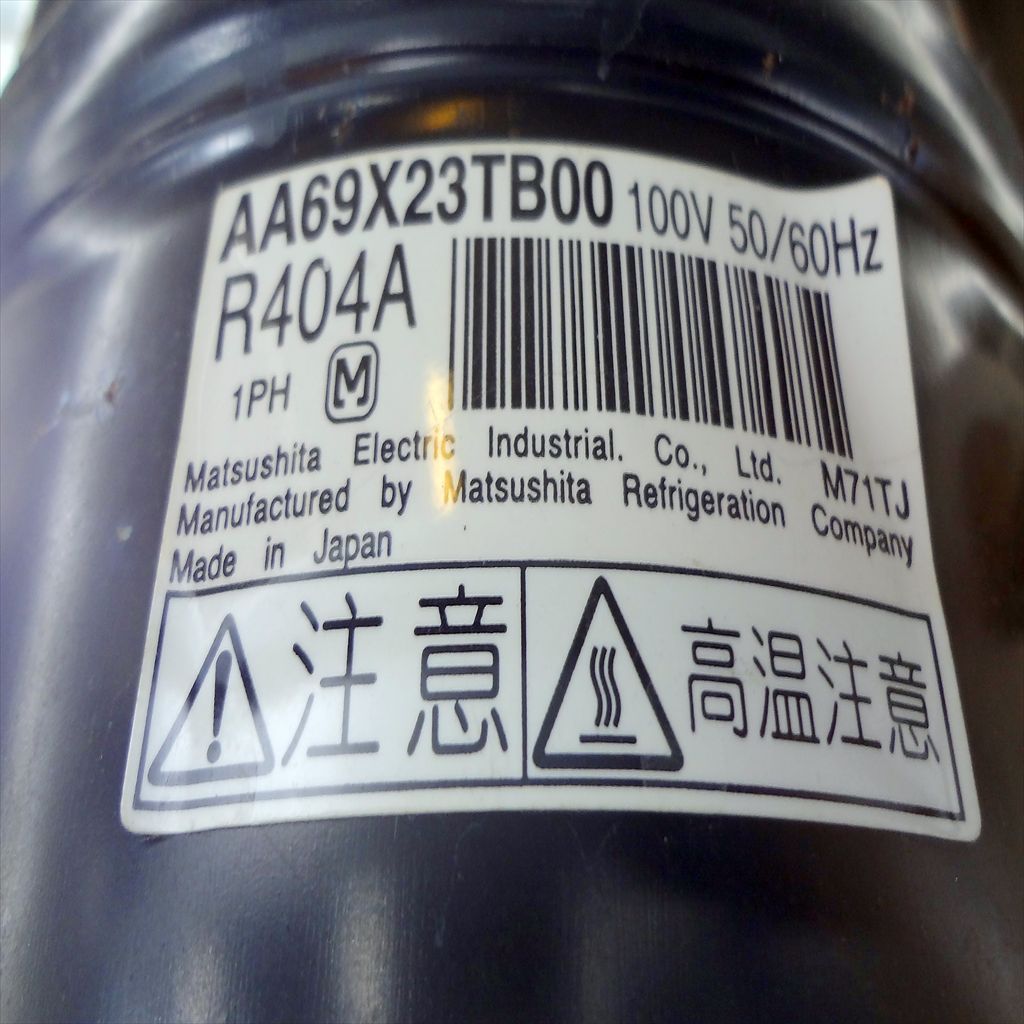 AA69X23TB00 100V 50/60Hz
R404A
1PH M
Matsushita Electric Industrial. Co., Ltd. M71TJ
Manufactured by Matsushita Refrigeration Company
Made in Japan
注意 高温注意